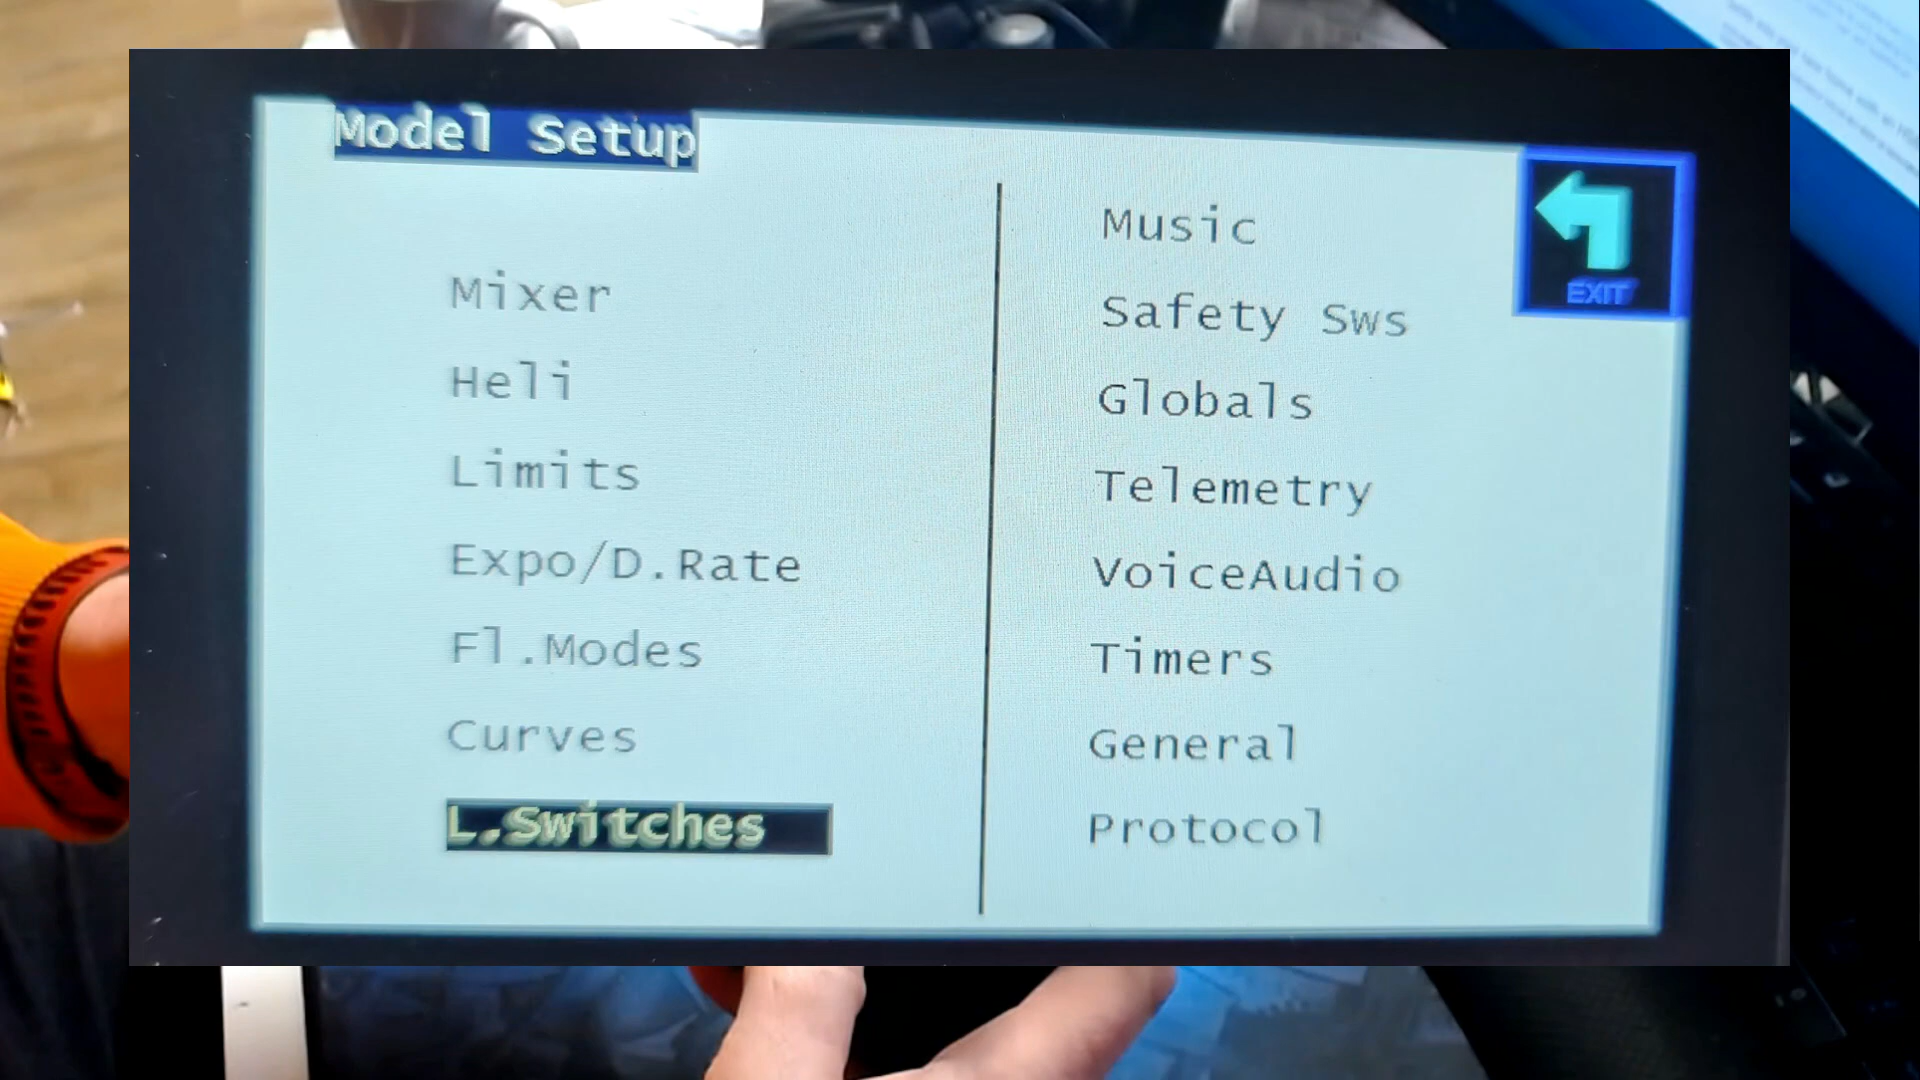 Model Setup
Mixer
Heli
Limits
Expo/D.Rate
Fl.Modes
Curves
L.Switches
Music
Safety Sws
Globals
Telemetry
VoiceAudio
Timers
General
Protocol
EXIT